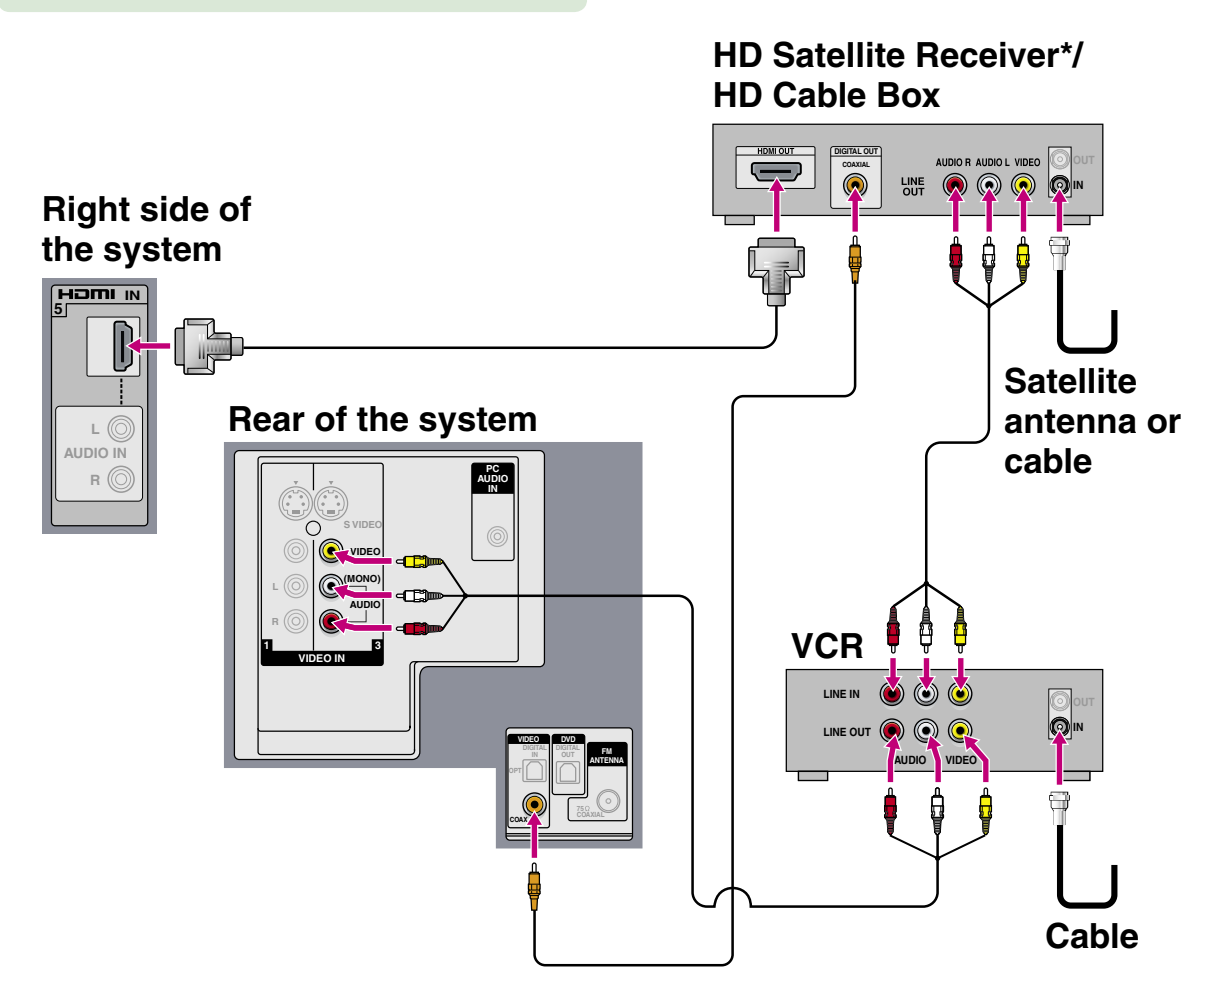 HD Satellite Receiver*/
HD Cable Box
HDMI OUT
DIGITAL OUT
COAXIAL
LINE
OUT
AUDIO R AUDIO L VIDEO
OUT
IN
Right side of
the system
HDMI IN
5
L
AUDIO IN
R
Satellite
antenna or
cable
Rear of the system
PC
AUDIO
IN
S VIDEO
VIDEO
L
(MONO)
AUDIO
R
1
3
VIDEO IN
VCR
LINE IN
LINE OUT
AUDIO
VIDEO
OUT
IN
VIDEO
DIGITAL
IN
OPT
COAX
DVD
DIGITAL
OUT
FM
ANTENNA
75Ω
COAXIAL
Cable